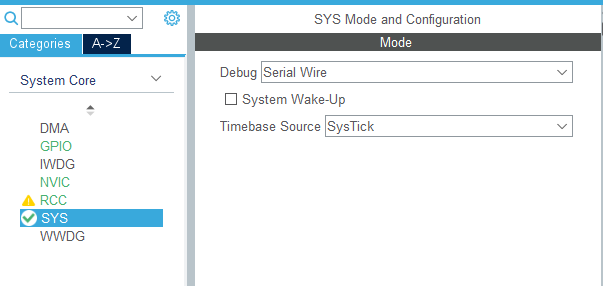 SYS Mode and Configuration
Categories A->Z
Mode
System Core
Debug Serial Wire
System Wake-Up
Timebase Source SysTick
DMA
GPIO
IWDG
NVIC
RCC
SYS
WWDG